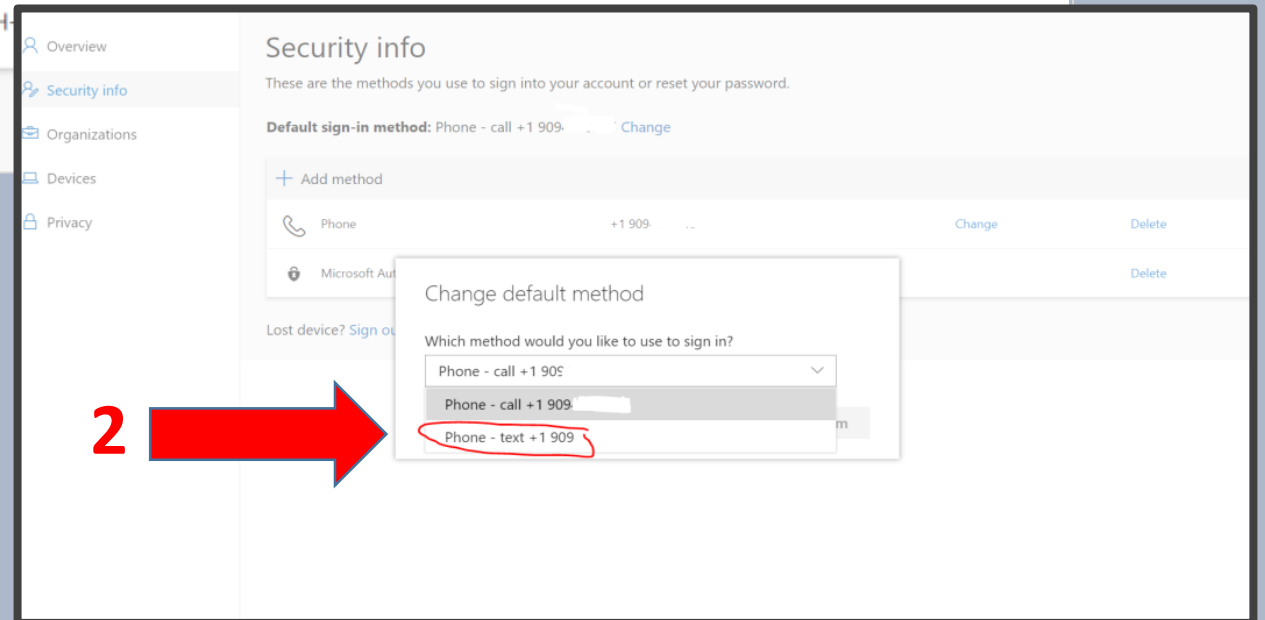 Overview
Security info
Organizations
Devices
Privacy
Security info
These are the methods you use to sign into your account or reset your password.
Default sign-in method: Phone - call +1 909 Change
+ Add method
Phone +1 909 Change Delete
Microsoft Aut Delete
Lost device? Sign ou
Change default method
Which method would you like to use to sign in?
Phone - call +1 909
Phone - call +1 909
Phone - text +1 909
m
2